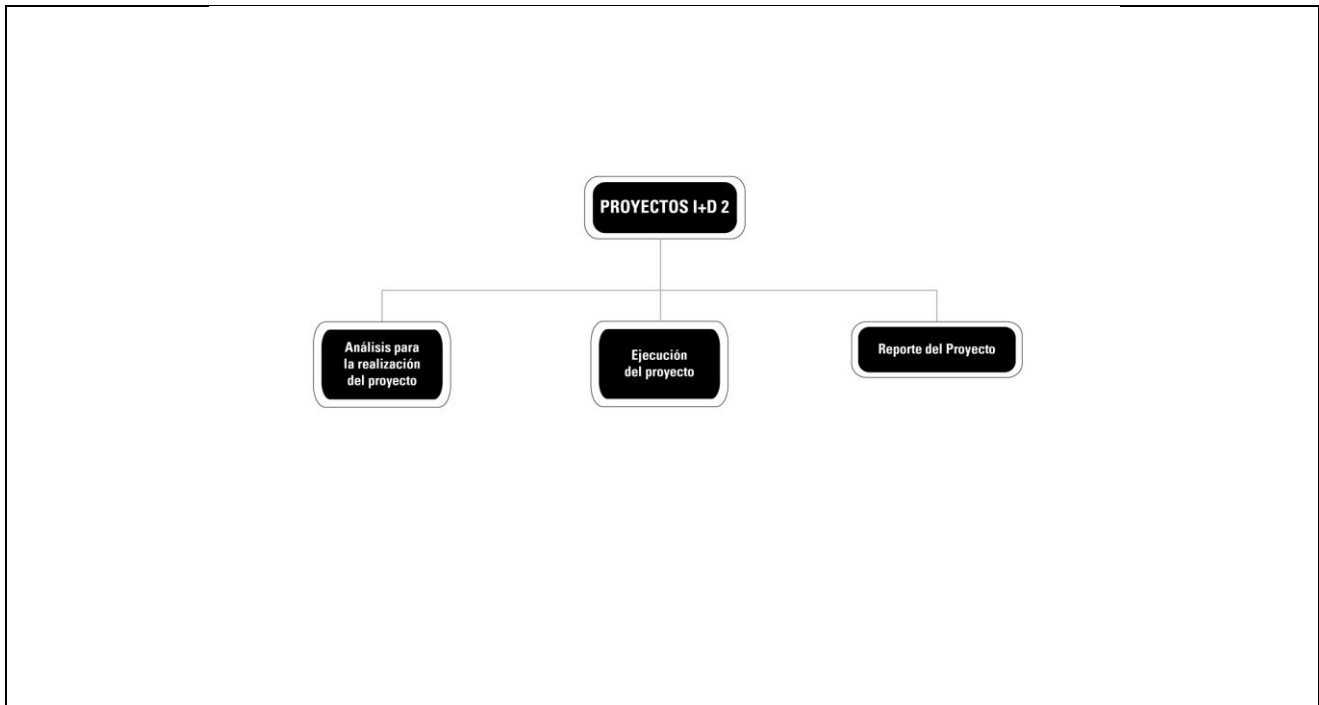 PROYECTOS I+D 2
Análisis para
la realización
del proyecto
Ejecución
del proyecto
Reporte del Proyecto